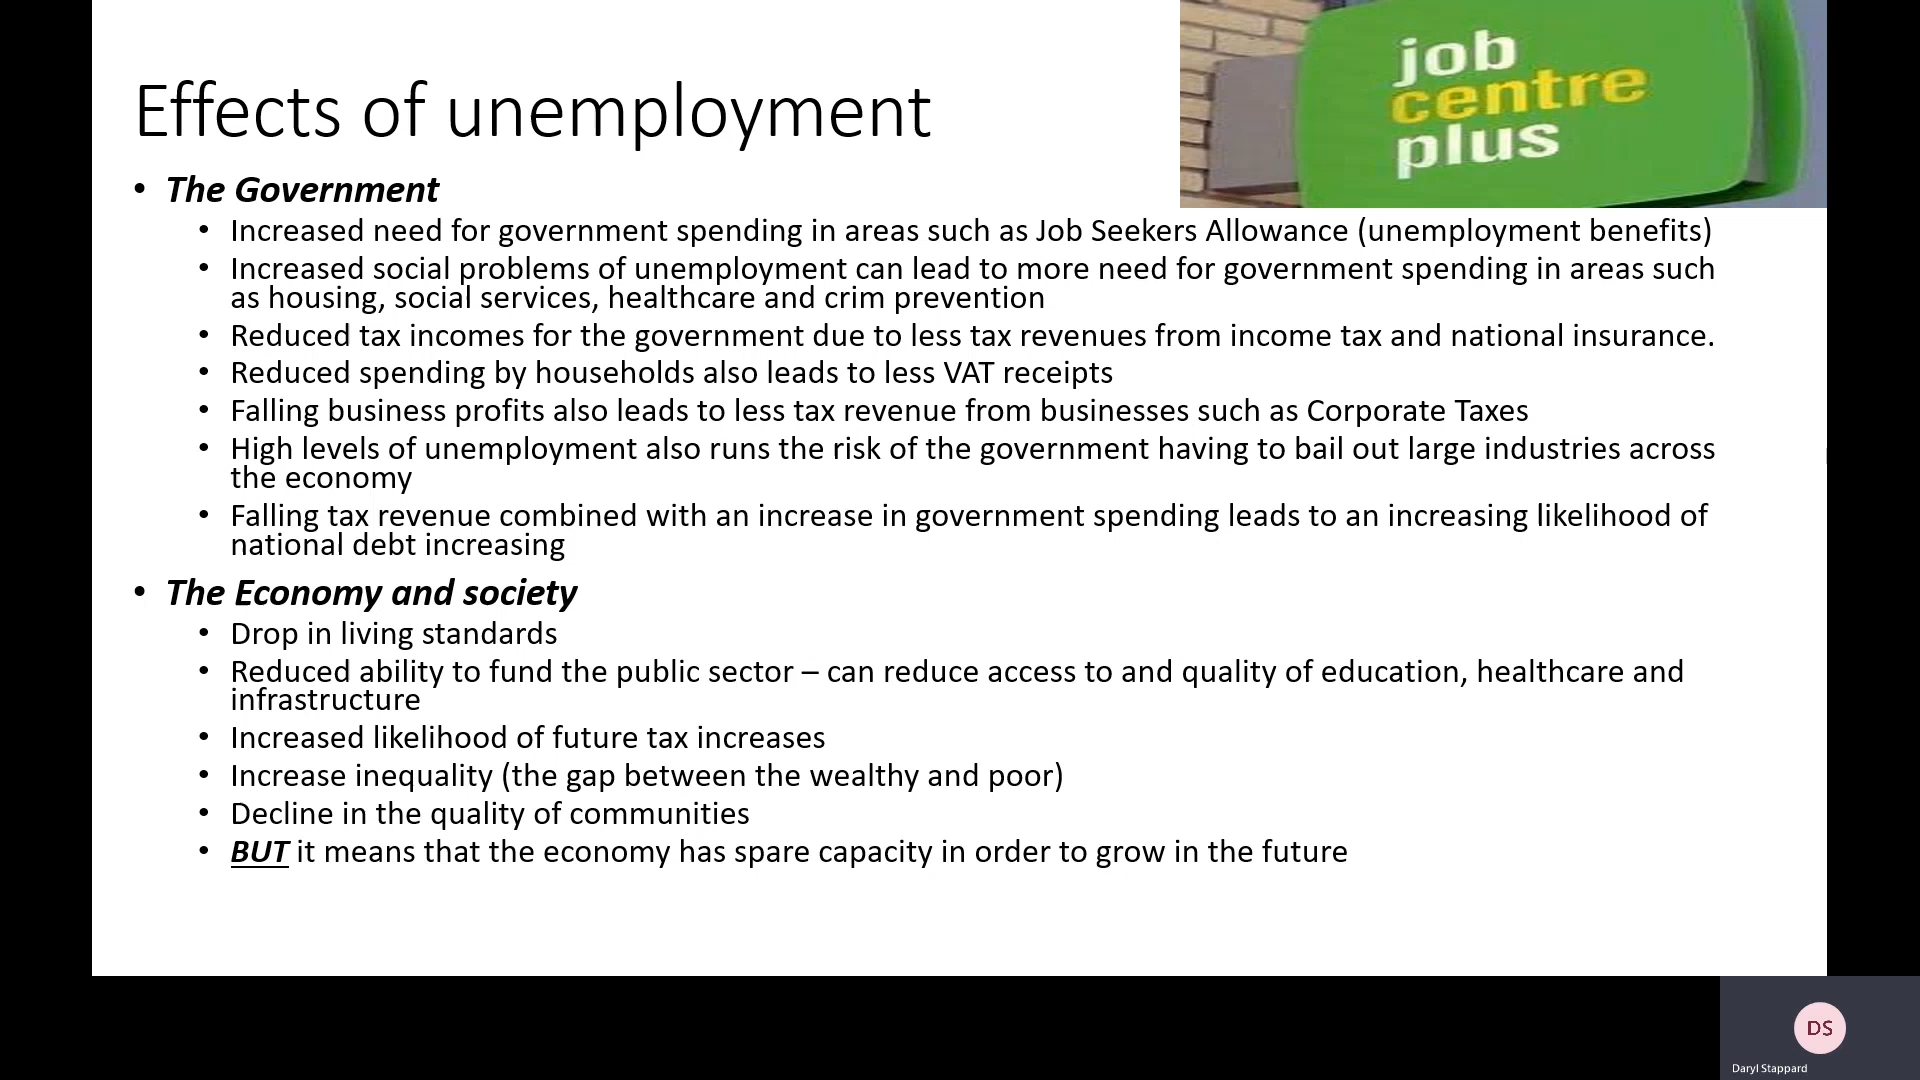 job
centre
plus
Effects of unemployment
• The Government
• Increased need for government spending in areas such as Job Seekers Allowance (unemployment benefits)
• Increased social problems of unemployment can lead to more need for government spending in areas such
as housing, social services, healthcare and crim prevention
• Reduced tax incomes for the government due to less tax revenues from income tax and national insurance.
• Reduced spending by households also leads to less VAT receipts
• Falling business profits also leads to less tax revenue from businesses such as Corporate Taxes
• High levels of unemployment also runs the risk of the government having to bail out large industries across
the economy
• Falling tax revenue combined with an increase in government spending leads to an increasing likelihood of
national debt increasing
• The Economy and society
• Drop in living standards
• Reduced ability to fund the public sector – can reduce access to and quality of education, healthcare and
infrastructure
• Increased likelihood of future tax increases
• Increase inequality (the gap between the wealthy and poor)
• Decline in the quality of communities
• BUT it means that the economy has spare capacity in order to grow in the future
DS
Daryl Stappard